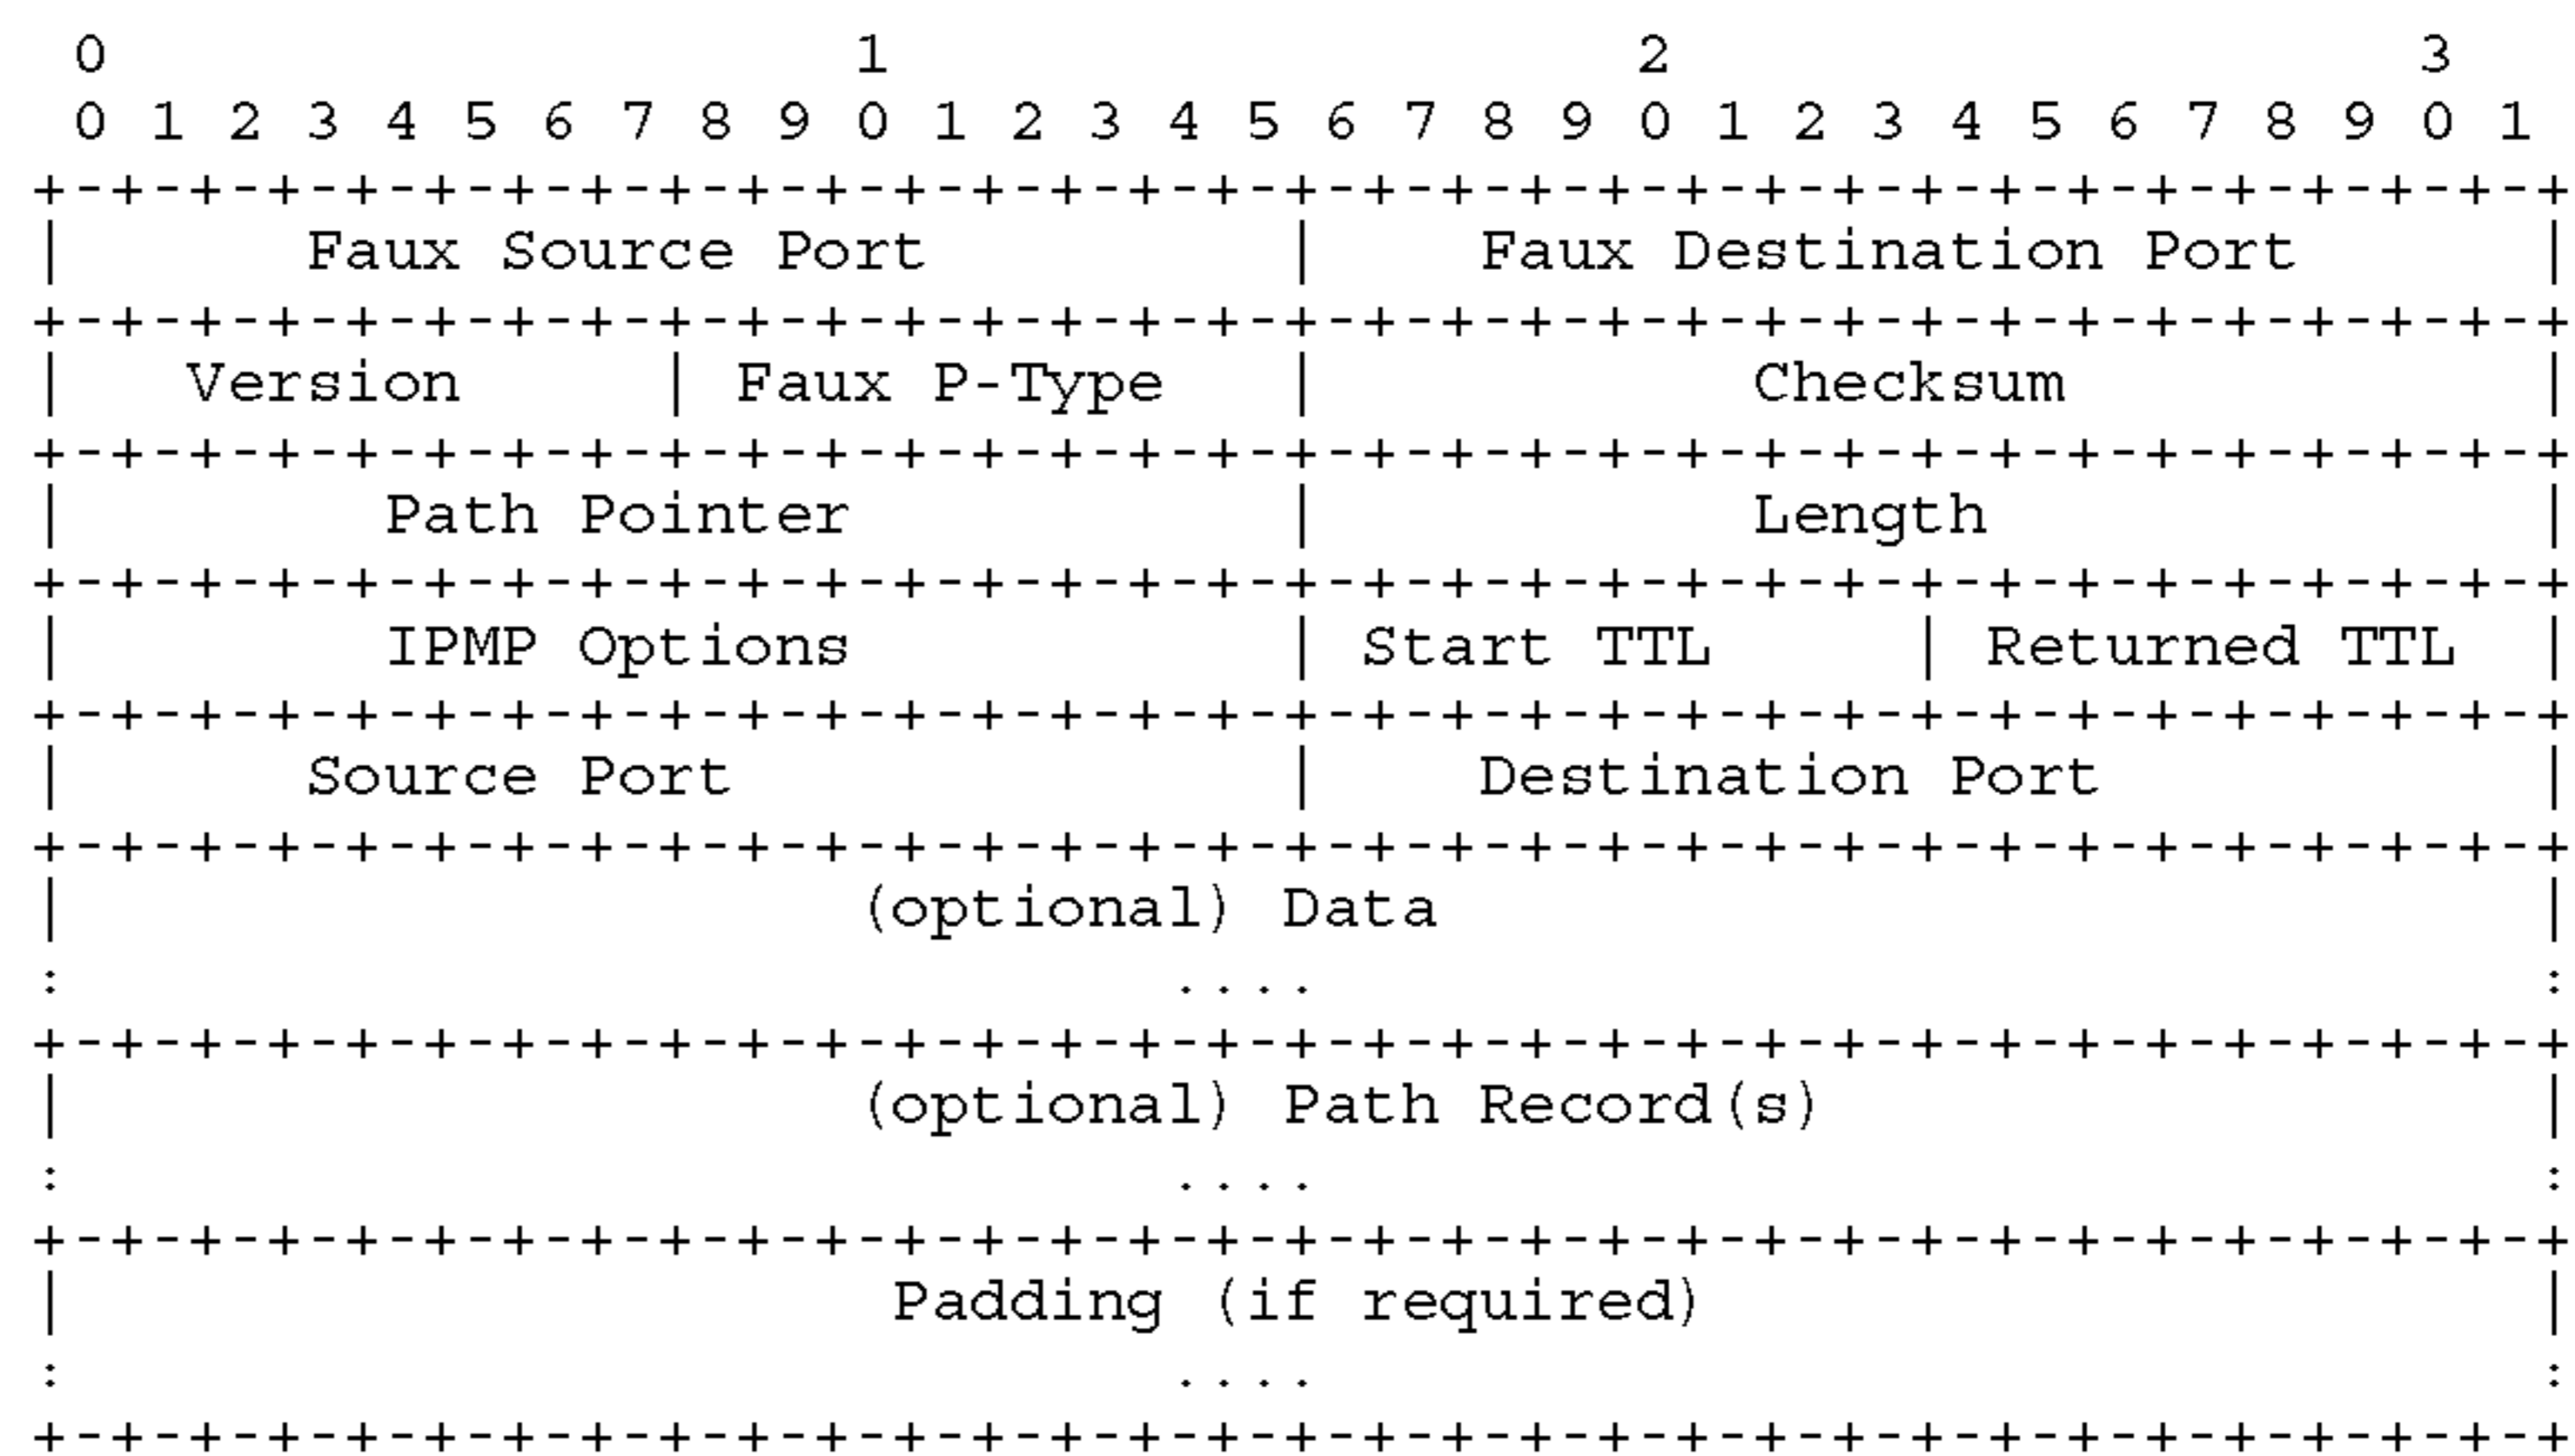 0                   1                   2                   3
 0 1 2 3 4 5 6 7 8 9 0 1 2 3 4 5 6 7 8 9 0 1 2 3 4 5 6 7 8 9 0 1
+-+-+-+-+-+-+-+-+-+-+-+-+-+-+-+-+-+-+-+-+-+-+-+-+-+-+-+-+-+-+-+-+
|      Faux Source Port         |    Faux Destination Port      |
+-+-+-+-+-+-+-+-+-+-+-+-+-+-+-+-+-+-+-+-+-+-+-+-+-+-+-+-+-+-+-+-+
|   Version     | Faux P-Type   |           Checksum            |
+-+-+-+-+-+-+-+-+-+-+-+-+-+-+-+-+-+-+-+-+-+-+-+-+-+-+-+-+-+-+-+-+
|        Path Pointer           |           Length              |
+-+-+-+-+-+-+-+-+-+-+-+-+-+-+-+-+-+-+-+-+-+-+-+-+-+-+-+-+-+-+-+-+
|        IPMP Options           | Start TTL     | Returned TTL  |
+-+-+-+-+-+-+-+-+-+-+-+-+-+-+-+-+-+-+-+-+-+-+-+-+-+-+-+-+-+-+-+-+
|      Source Port              |    Destination Port           |
+-+-+-+-+-+-+-+-+-+-+-+-+-+-+-+-+-+-+-+-+-+-+-+-+-+-+-+-+-+-+-+-+
|                    (optional) Data                            |
:                            ....                               :
+-+-+-+-+-+-+-+-+-+-+-+-+-+-+-+-+-+-+-+-+-+-+-+-+-+-+-+-+-+-+-+-+
|                    (optional) Path Record(s)                  |
:                            ....                               :
+-+-+-+-+-+-+-+-+-+-+-+-+-+-+-+-+-+-+-+-+-+-+-+-+-+-+-+-+-+-+-+-+
|                     Padding (if required)                     |
:                            ....                               :
+-+-+-+-+-+-+-+-+-+-+-+-+-+-+-+-+-+-+-+-+-+-+-+-+-+-+-+-+-+-+-+-+